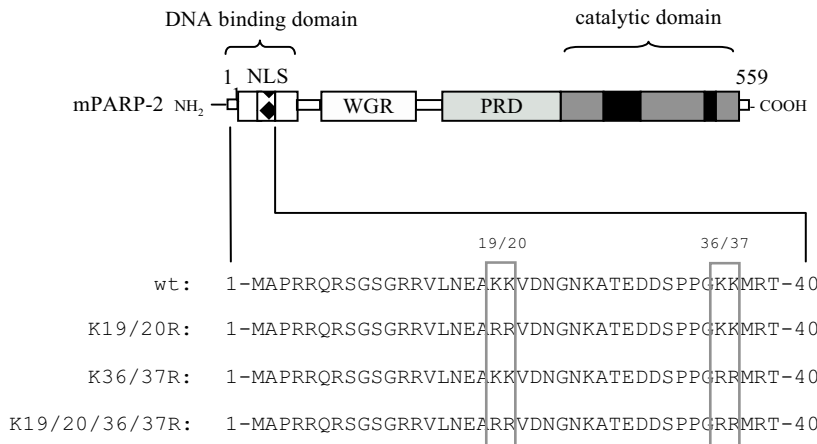 DNA binding domain catalytic domain
1 NLS 559
1
mPARP-2 NH2 WGR PRD - COOH
19/20 36/37
wt: 1-MAPRRQRSGSGRRVLNEAKKVDNGNKATEDDSPPGKKMRT-40
K19/20R: 1-MAPRRQRSGSGRRVLNEARRVDNGNKATEDDSPPGKKMRT-40
K36/37R: 1-MAPRRQRSGSGRRVLNEAKKVDNGNKATEDDSPPGRRMRT-40
K19/20/36/37R: 1-MAPRRQRSGSGRRVLNEARRVDNGNKATEDDSPPGRRMRT-40